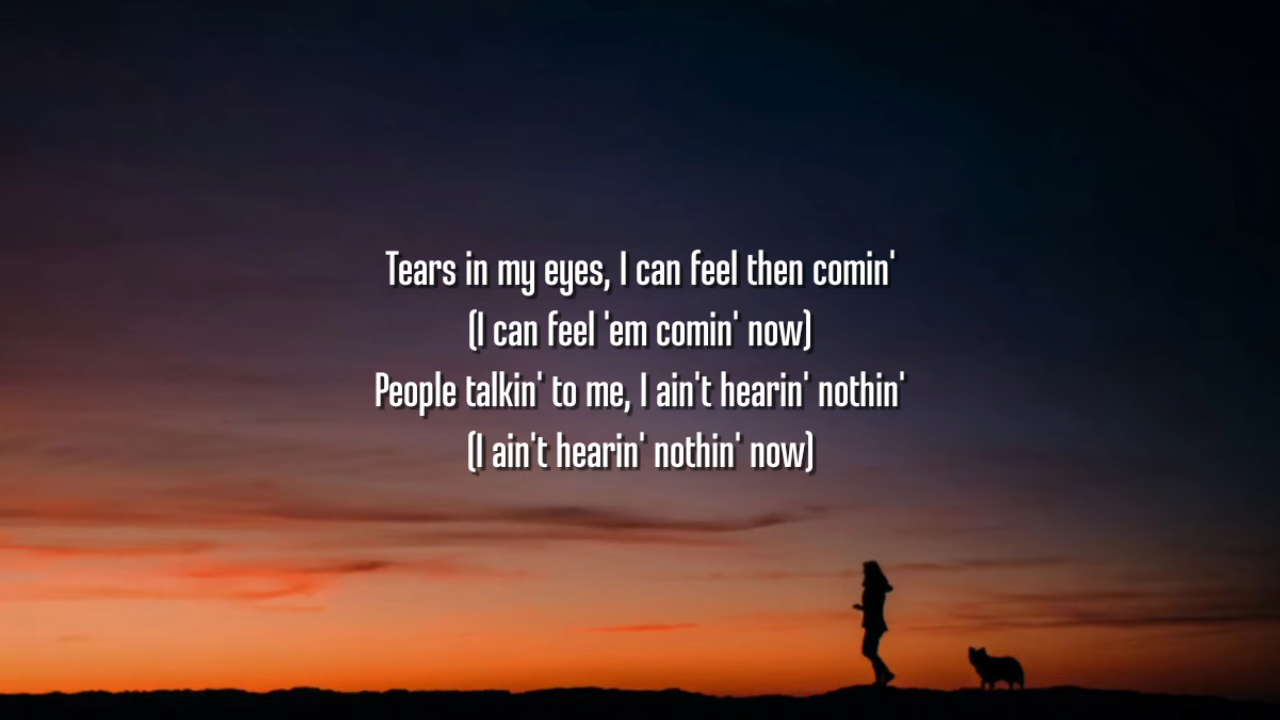 Tears in my eyes, I can feel then comin'
(I can feel 'em comin' now)
People talkin' to me, I ain't hearin' nothin'
(I ain't hearin' nothin' now)